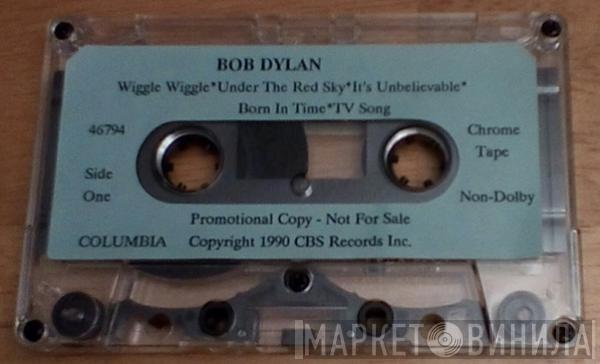 BOB DYLAN
Wiggle Wiggle*Under The Red Sky*It's Unbelievable*
Born In Time*TV Song
46794
Chrome
Tape
Side
One
Non-Dolby
Promotional Copy - Not For Sale
COLUMBIA Copyright 1990 CBS Records Inc.
МАРКЕТ ВИНИЛА